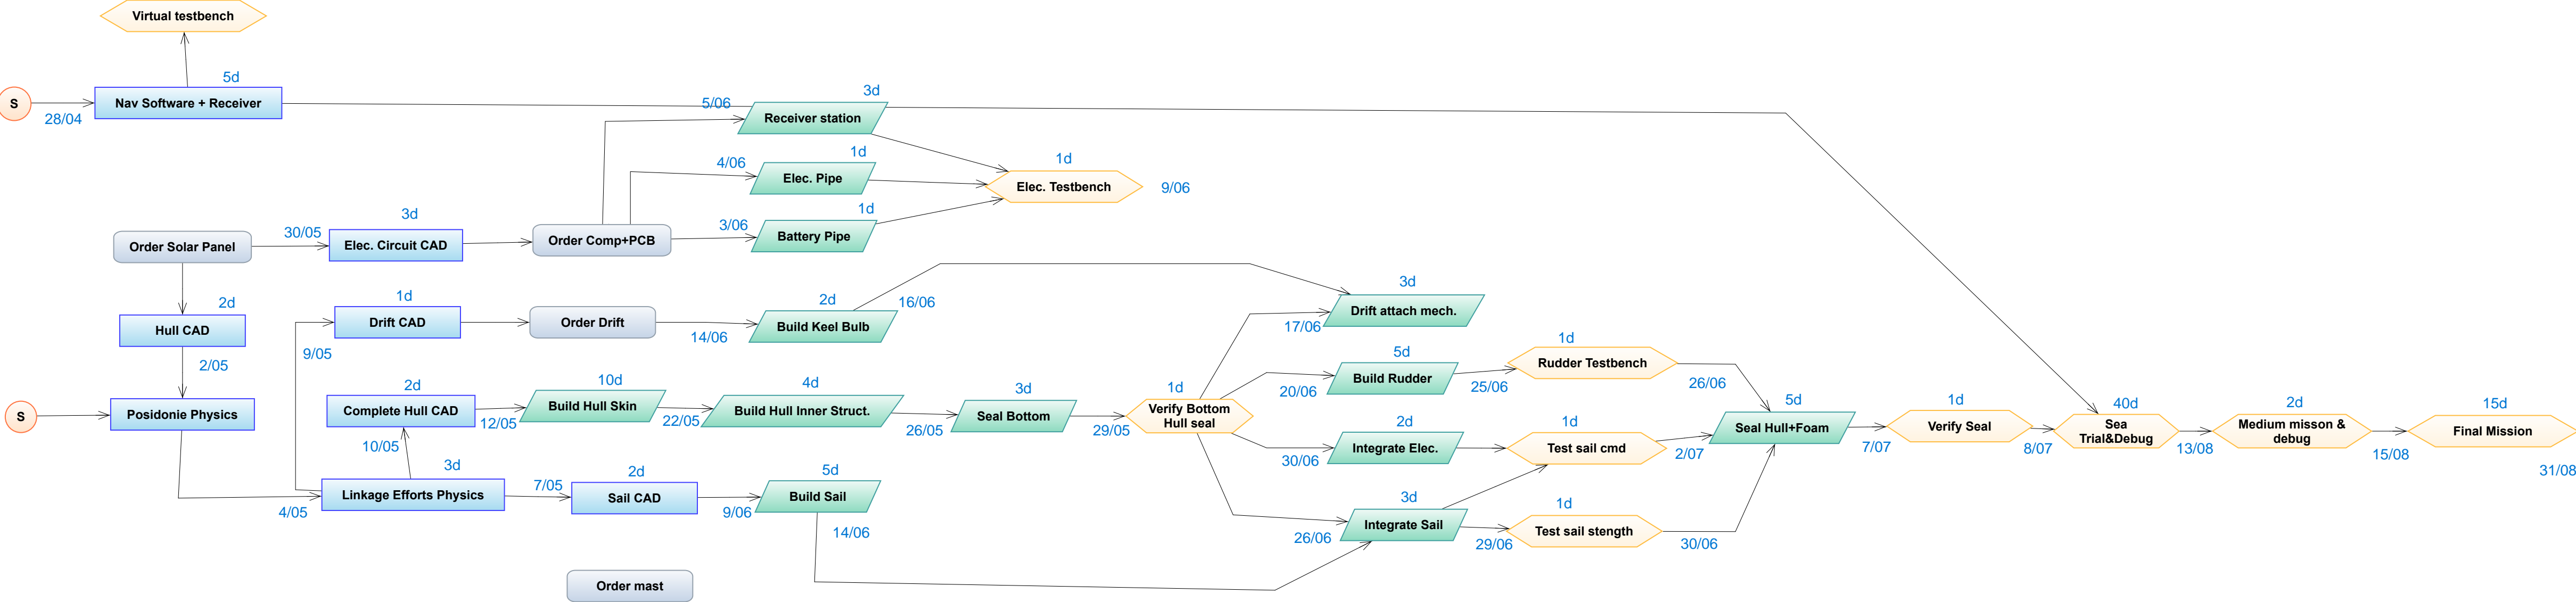 Virtual testbench
5d
S
28/04
Nav Software + Receiver
5/06
3d
Receiver station
4/06
1d
Elec. Pipe
1d
Elec. Testbench
9/06
Order Solar Panel
30/05
3d
Elec. Circuit CAD
Order Comp+PCB
3/06
1d
Battery Pipe
2d
Hull CAD
2/05
9/05
1d
Drift CAD
Order Drift
14/06
2d
Build Keel Bulb
16/06
17/06
3d
Drift attach mech.
S
Posidonie Physics
4/05
10/05
2d
Complete Hull CAD
12/05
10d
Build Hull Skin
22/05
4d
Build Hull Inner Struct.
26/05
3d
Seal Bottom
29/05
1d
Verify Bottom
Hull seal
20/06
5d
Build Rudder
25/06
1d
Rudder Testbench
26/06
30/06
2d
Integrate Elec.
1d
Test sail cmd
2/07
5d
Seal Hull+Foam
7/07
1d
Verify Seal
8/07
40d
Sea
Trial&Debug
13/08
2d
Medium misson &
debug
15/08
15d
Final Mission
31/08
3d
Linkage Efforts Physics
7/05
2d
Sail CAD
9/06
5d
Build Sail
14/06
26/06
3d
Integrate Sail
29/06
1d
Test sail stength
30/06
Order mast